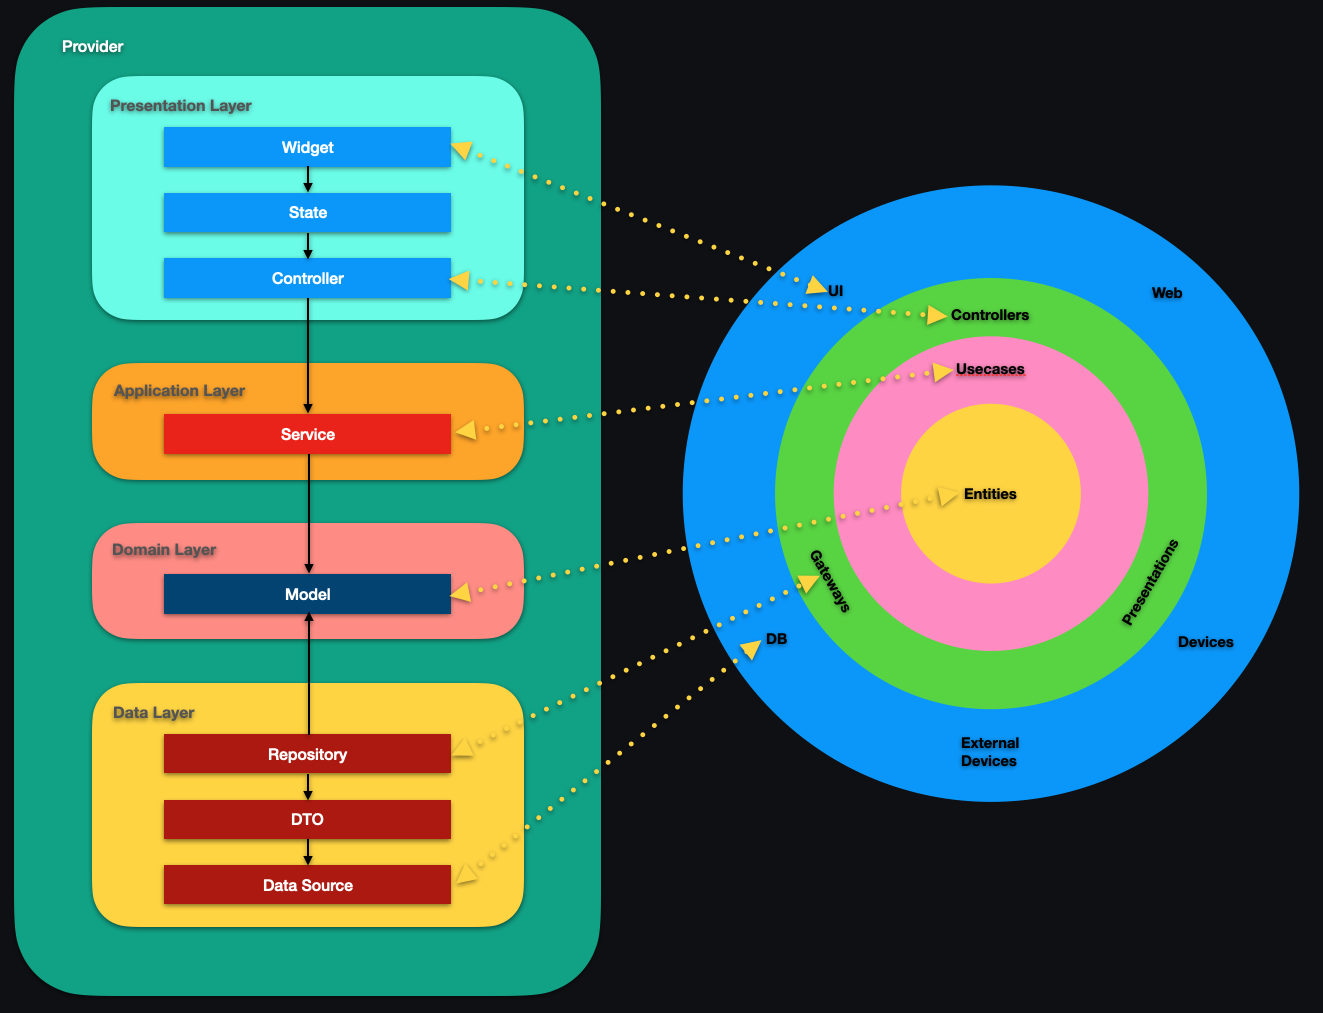 Provider
Presentation Layer
Widget
State
Controller
Application Layer
Service
Domain Layer
Model
Data Layer
Repository
DTO
Data Source
UI
Web
Controllers
Usecases
Entities
Gateways
Presentations
DB
Devices
External
Devices